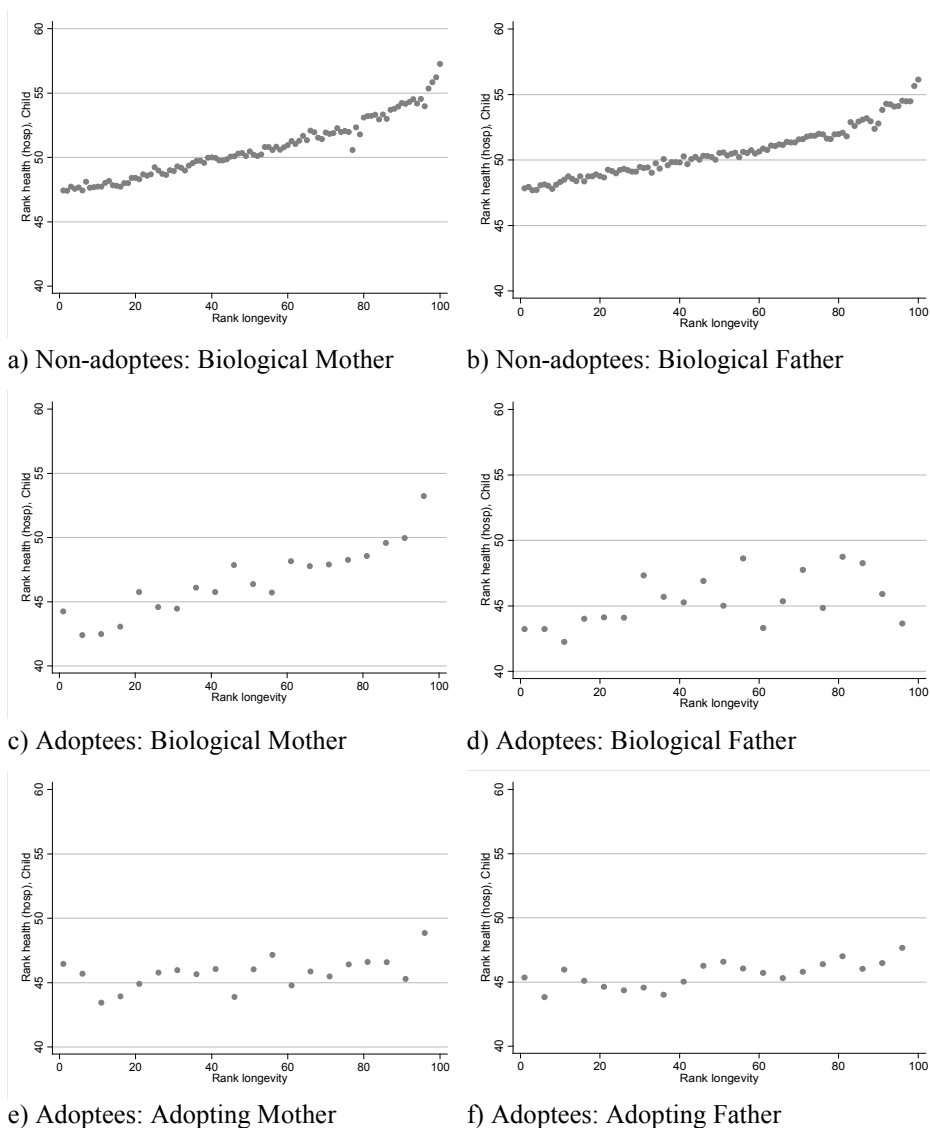 60
55
50
45
40
Rank health (hosp), Child
0 20 40 60 80 100
Rank longevity
60
55
50
45
40
Rank health (hosp), Child
0 20 40 60 80 100
Rank longevity
a) Non-adoptees: Biological Mother
b) Non-adoptees: Biological Father
60
55
50
45
40
Rank health (hosp), Child
0 20 40 60 80 100
Rank longevity
60
55
50
45
40
Rank health (hosp), Child
0 20 40 60 80 100
Rank longevity
c) Adoptees: Biological Mother
d) Adoptees: Biological Father
60
55
50
45
40
Rank health (hosp), Child
0 20 40 60 80 100
Rank longevity
60
55
50
45
40
Rank health (hosp), Child
0 20 40 60 80 100
Rank longevity
e) Adoptees: Adopting Mother
f) Adoptees: Adopting Father